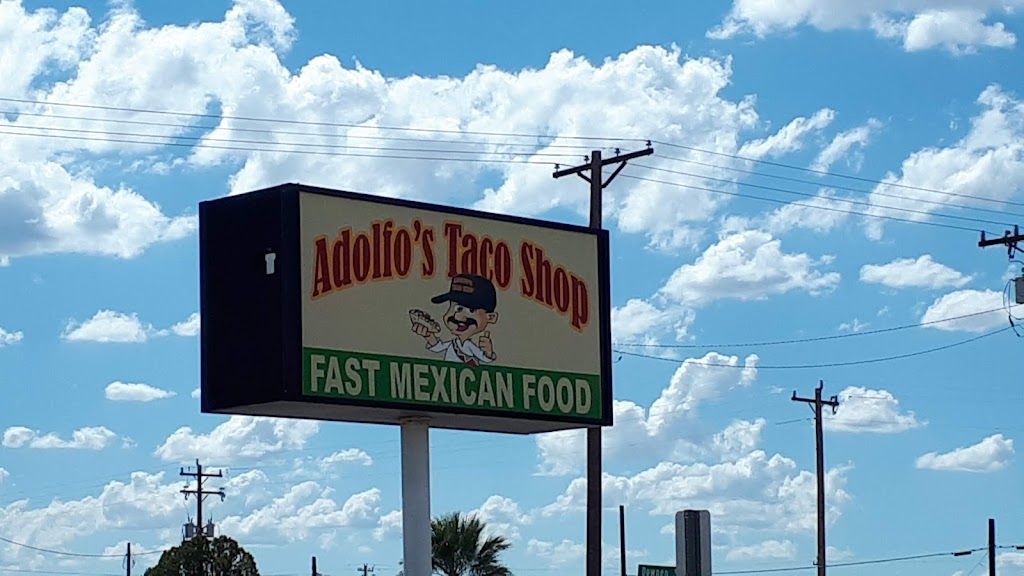 Adolfo's Taco Shop
FAST MEXICAN FOOD